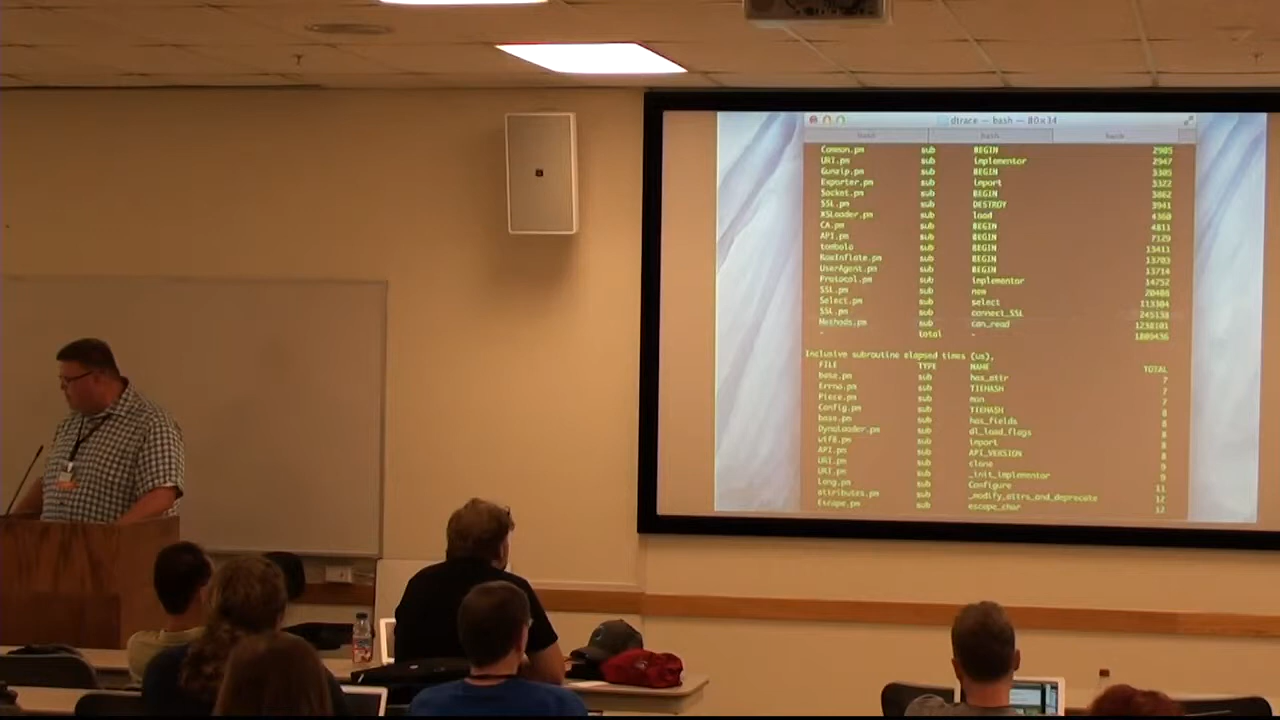 dtrace — bash — 80×34
bash bash bash
Common.pm sub BEGIN 2905
URI.pm sub implementor 2947
Gunzip.pm sub BEGIN 3305
Exporter.pm sub import 3322
Socket.pm sub BEGIN 3862
SSL.pm sub DESTROY 3941
XSLoader.pm sub load 4360
CA.pm sub BEGIN 4811
API.pm sub BEGIN 7129
tombolo sub BEGIN 13411
RawInflate.pm sub BEGIN 13703
UserAgent.pm sub BEGIN 13714
Protocol.pm sub implementor 14752
SSL.pm sub new 20488
Select.pm sub select 113304
SSL.pm sub connect_SSL 245138
Methods.pm sub can_read 1238101
- total - 1809436
Inclusive subroutine elapsed times (us),
FILE TYPE NAME TOTAL
base.pm sub has_attr 7
Errno.pm sub TIEHASH 7
Piece.pm sub mon 7
Config.pm sub TIEHASH 8
base.pm sub has_fields 8
DynaLoader.pm sub dl_load_flags 8
utf8.pm sub import 8
API.pm sub API_VERSION 8
URI.pm sub clone 9
URI.pm sub _init_implementor 9
Long.pm sub Configure 11
attributes.pm sub _modify_attrs_and_deprecate 12
Escape.pm sub escape_char 12